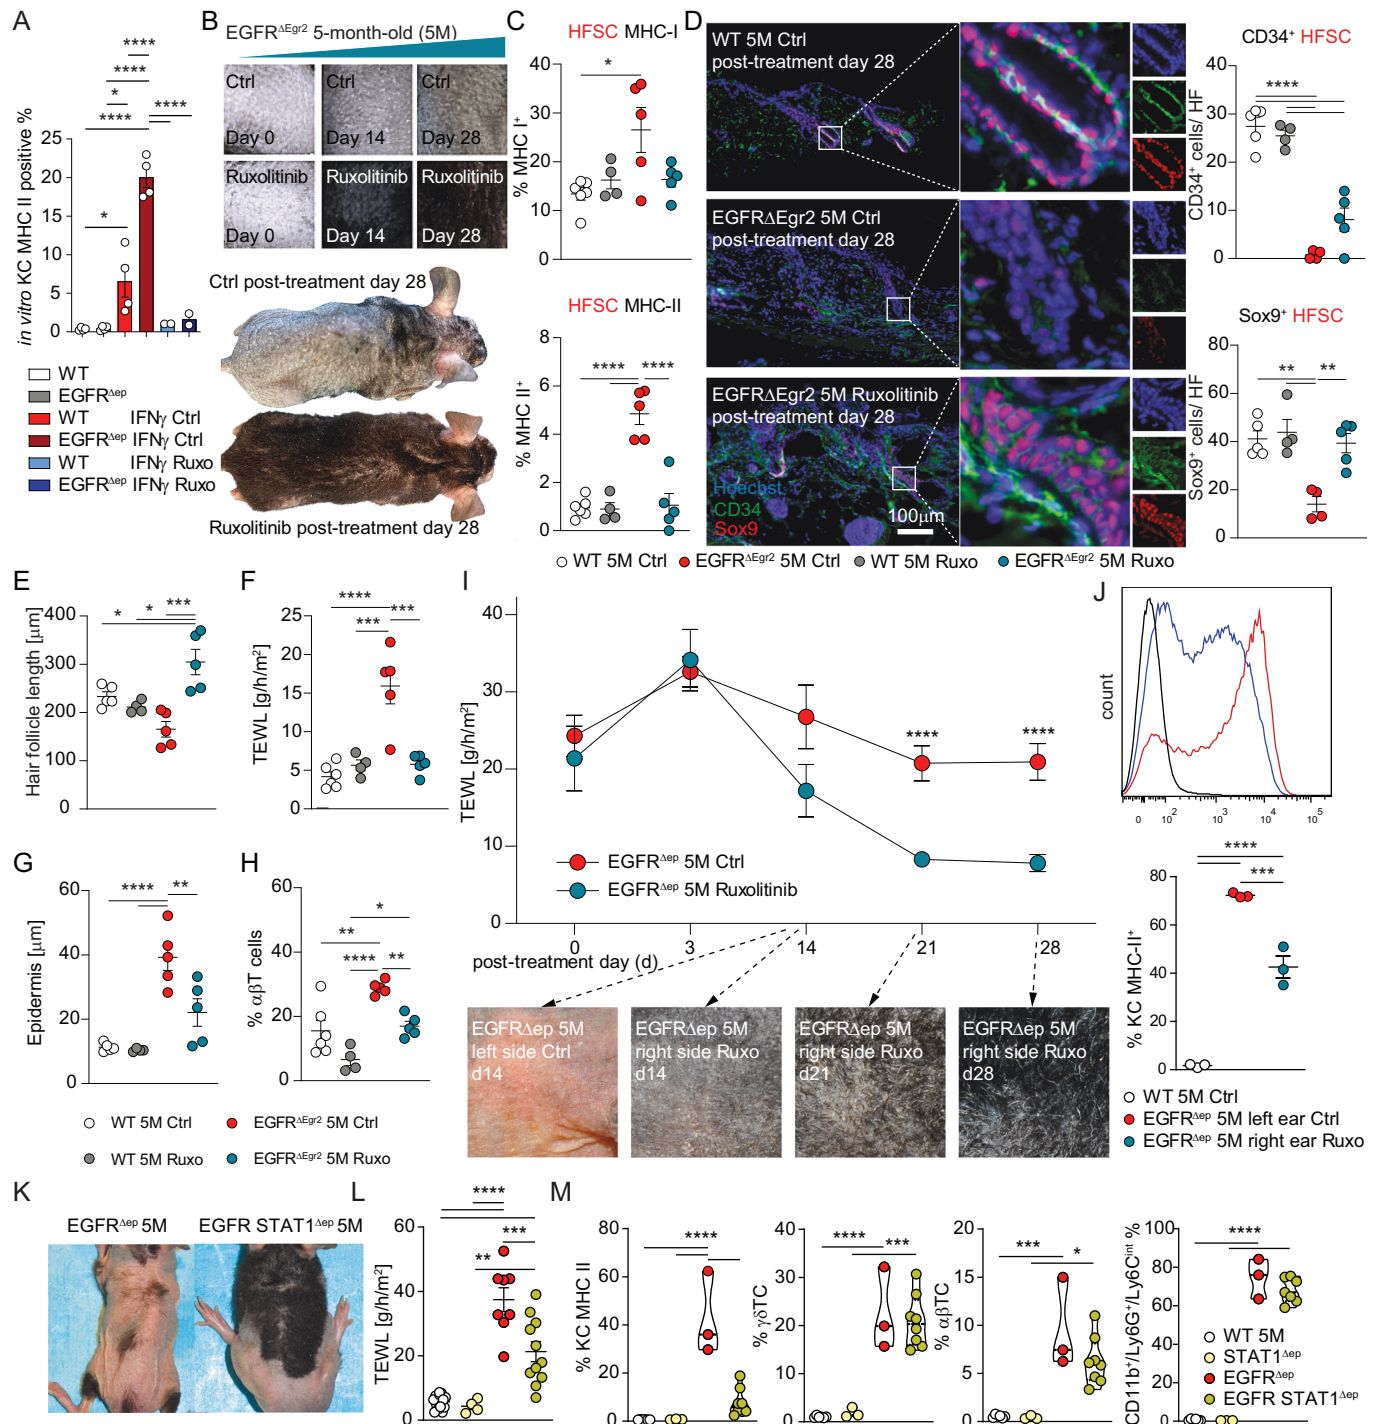 A
****
****
*
****
****
*
in vitro KC MHC II positive %
25
20
15
10
5
0
WT
EGFRΔep
WT IFNγ Ctrl
EGFRΔep IFNγ Ctrl
WT IFNγ Ruxo
EGFRΔep IFNγ Ruxo
B
EGFRΔEgr2 5-month-old (5M)
Ctrl Ctrl Ctrl
Day 0 Day 14 Day 28
Ruxolitinib Ruxolitinib Ruxolitinib
Day 0 Day 14 Day 28
Ctrl post-treatment day 28
Ruxolitinib post-treatment day 28
C
HFSC MHC-I
*
% MHC I+
40
30
20
10
0
HFSC MHC-II
**** ****
% MHC II+
8
6
4
2
0
D
WT 5M Ctrl
post-treatment day 28
EGFRΔEgr2 5M Ctrl
post-treatment day 28
EGFRΔEgr2 5M Ruxolitinib
post-treatment day 28
Hoechst
CD34
Sox9
100μm
CD34+ HFSC
****
CD34+ cells/ HF
40
30
20
10
0
Sox9+ HFSC
** **
Sox9+ cells/ HF
80
60
40
20
0
WT 5M Ctrl EGFRΔEgr2 5M Ctrl WT 5M Ruxo EGFRΔEgr2 5M Ruxo
E
* * ***
Hair follicle length [μm]
400
300
200
100
0
F
****
***
***
TEWL [g/h/m²]
25
20
15
10
5
0
G
**** **
Epidermis [μm]
60
40
20
0
H
*
**
**** **
% αβT cells
60
40
20
0
WT 5M Ctrl EGFRΔEgr2 5M Ctrl
WT 5M Ruxo EGFRΔEgr2 5M Ruxo
I
TEWL [g/h/m²]
40
30
20
10
0
**** ****
EGFRΔep 5M Ctrl
EGFRΔep 5M Ruxolitinib
0 3 14 21 28
post-treatment day (d)
EGFRΔep 5M
left side Ctrl
d14
EGFRΔep 5M
right side Ruxo
d14
EGFRΔep 5M
right side Ruxo
d21
EGFRΔep 5M
right side Ruxo
d28
J
count
0 10² 10³ 10⁴ 10⁵
****
***
% KC MHC-II+
80
60
40
20
0
WT 5M Ctrl
EGFRΔep 5M left ear Ctrl
EGFRΔep 5M right ear Ruxo
K
EGFRΔep 5M EGFR STAT1Δep 5M
L
****
***
**
TEWL [g/h/m²]
60
40
20
0
M
****
% KC MHC II
80
60
40
20
0
**** ***
% γδTC
40
30
20
10
0
*** *
% αβTC
20
15
10
5
0
****
CD11b+/Ly6G+/Ly6Cint %
100
80
60
40
20
0
WT 5M
STAT1Δep
EGFRΔep
EGFR STAT1Δep